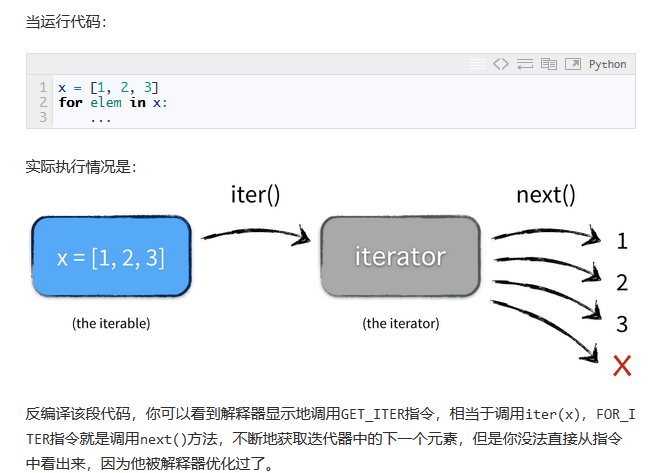 当运行代码：
Python
1 x = [1, 2, 3]
2 for elem in x:
3     ...
实际执行情况是：
iter()
next()
x = [1, 2, 3]
iterator
1
2
3
X
(the iterable)
(the iterator)
反编译该段代码，你可以看到解释器显示地调用GET_ITER指令，相当于调用iter(x)，FOR_I
TER指令就是调用next()方法，不断地获取迭代器中的下一个元素，但是你没法直接从指令
中看出来，因为他被解释器优化过了。